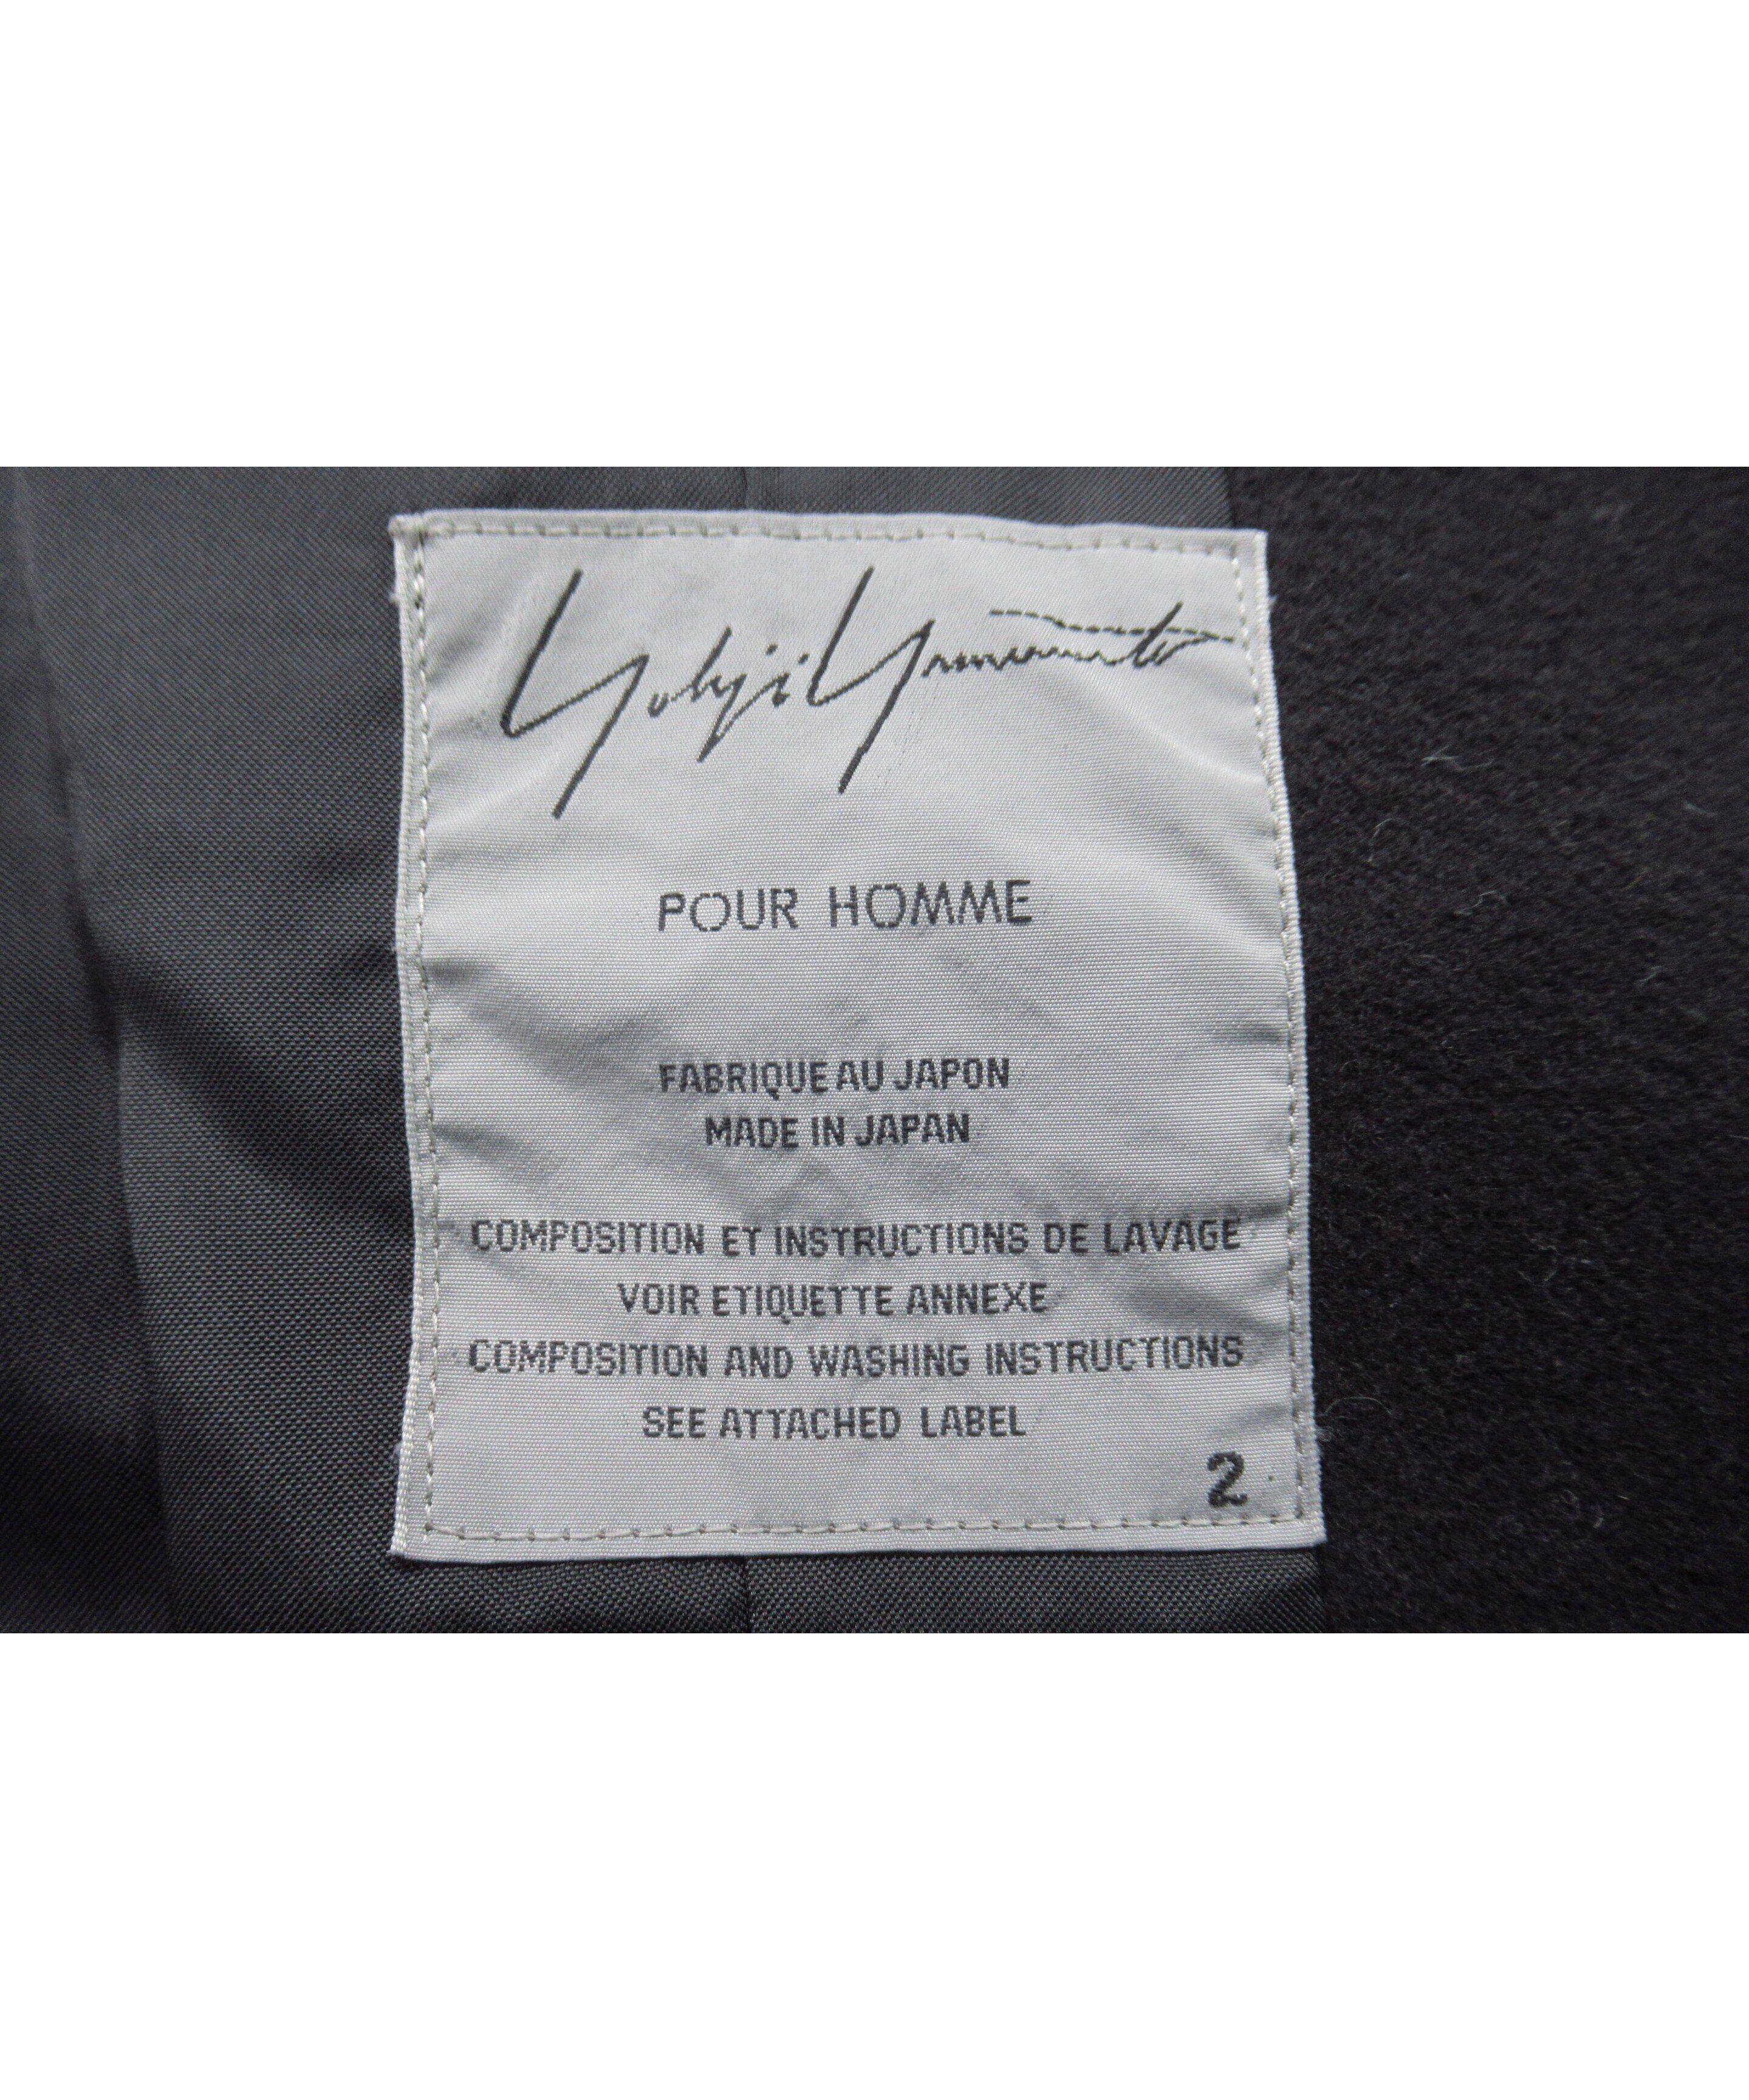 Yohji Yamamoto
POUR HOMME
FABRIQUE AU JAPON
MADE IN JAPAN
COMPOSITION ET INSTRUCTIONS DE LAVAGE
VOIR ETIQUETTE ANNEXE
COMPOSITION AND WASHING INSTRUCTIONS
SEE ATTACHED LABEL
2